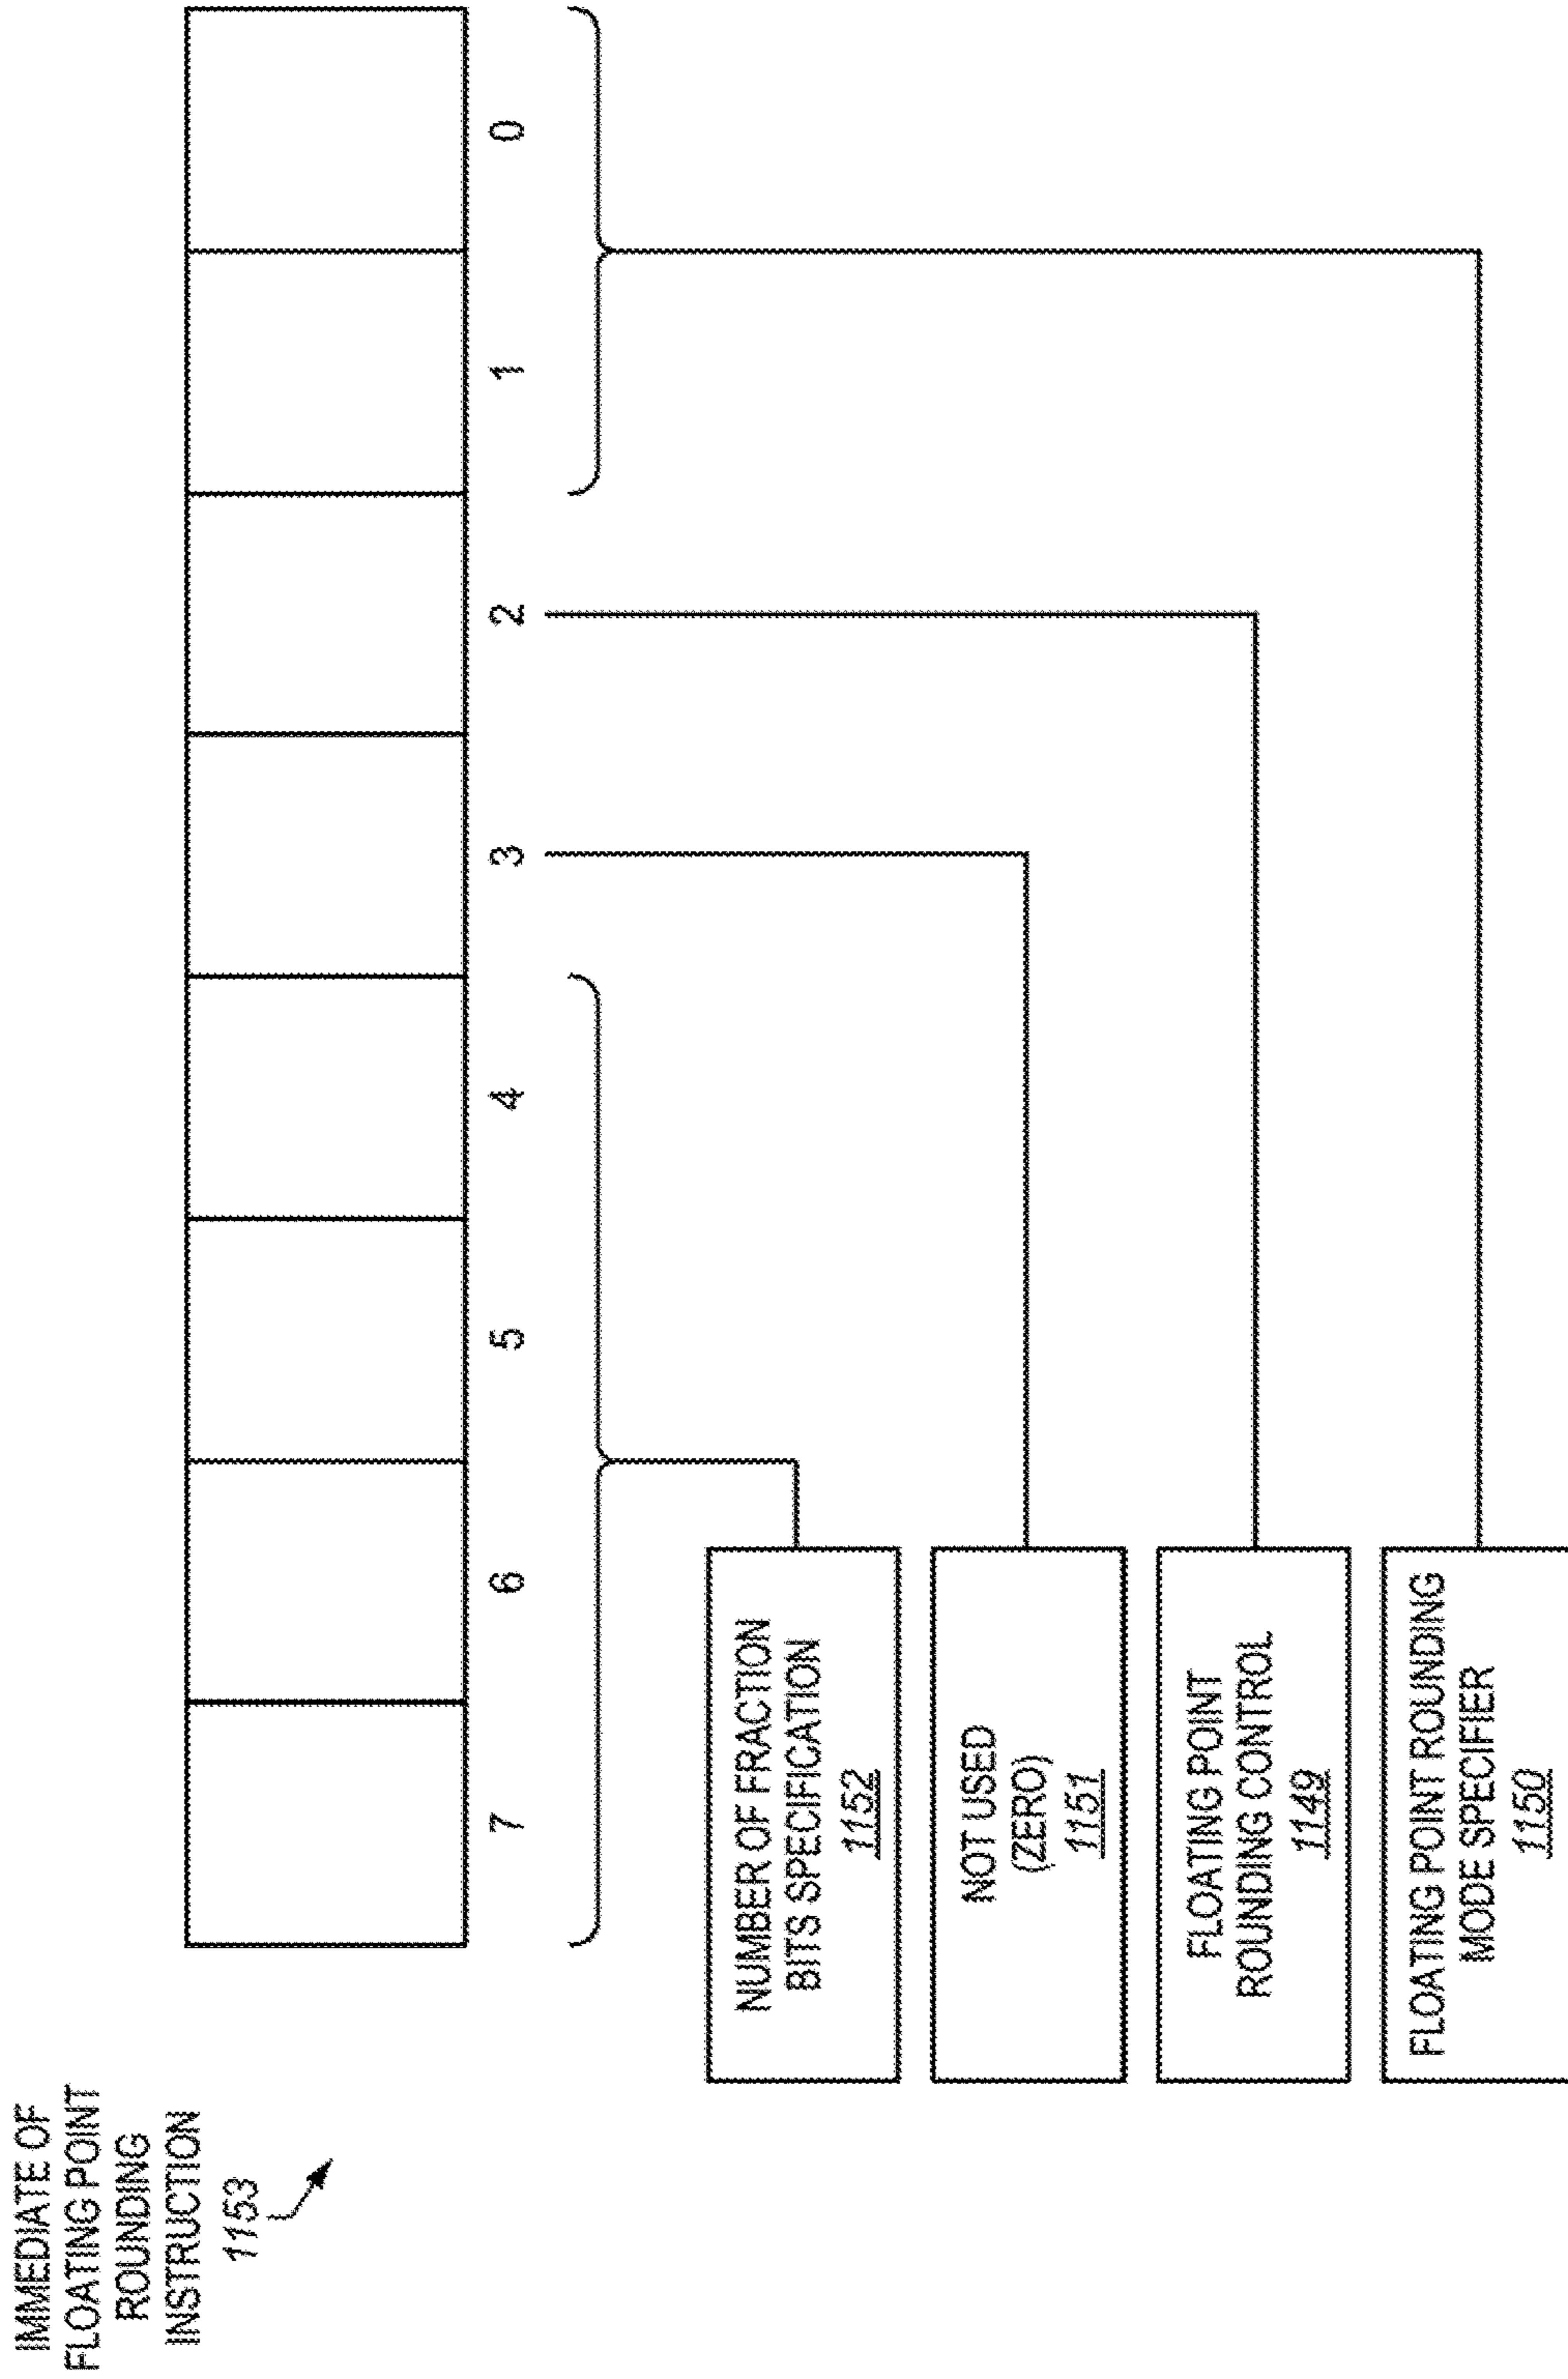 IMMEDIATE OF
FLOATING POINT
ROUNDING
INSTRUCTION
1153
7 6 5 4 3 2 1 0
NUMBER OF FRACTION
BITS SPECIFICATION
1152
NOT USED
(ZERO)
1151
FLOATING POINT
ROUNDING CONTROL
1149
FLOATING POINT ROUNDING
MODE SPECIFIER
1150